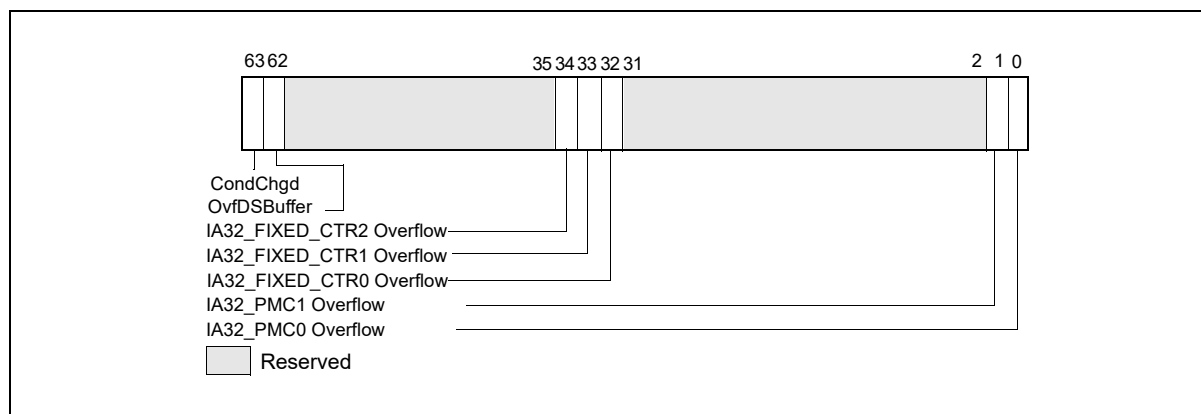 63 62 35 34 33 32 31 2 1 0
CondChgd
OvfDSBuffer
IA32_FIXED_CTR2 Overflow
IA32_FIXED_CTR1 Overflow
IA32_FIXED_CTR0 Overflow
IA32_PMC1 Overflow
IA32_PMC0 Overflow
Reserved